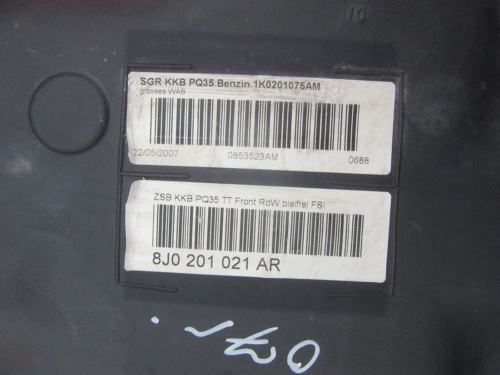 SGR KKB PQ35 Benzin 1K0201075AM
grosses WAB
22/05/2007 0853523AM 0688
ZSB KKB PQ35 TT Front RdW bleifrei FSI
8J0 201 021 AR